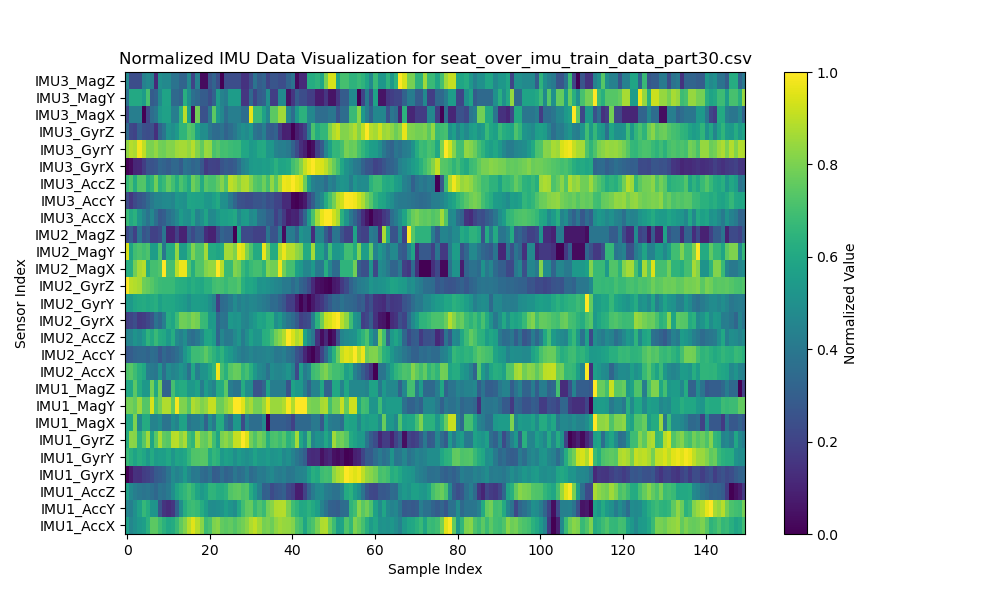 Normalized IMU Data Visualization for seat_over_imu_train_data_part30.csv
IMU3_MagZ
IMU3_MagY
IMU3_MagX
IMU3_GyrZ
IMU3_GyrY
IMU3_GyrX
IMU3_AccZ
IMU3_AccY
IMU3_AccX
IMU2_MagZ
IMU2_MagY
IMU2_MagX
IMU2_GyrZ
IMU2_GyrY
IMU2_GyrX
IMU2_AccZ
IMU2_AccY
IMU2_AccX
IMU1_MagZ
IMU1_MagY
IMU1_MagX
IMU1_GyrZ
IMU1_GyrY
IMU1_GyrX
IMU1_AccZ
IMU1_AccY
IMU1_AccX
Sensor Index
0 20 40 60 80 100 120 140
Sample Index
1.0
0.8
0.6
0.4
0.2
0.0
Normalized Value